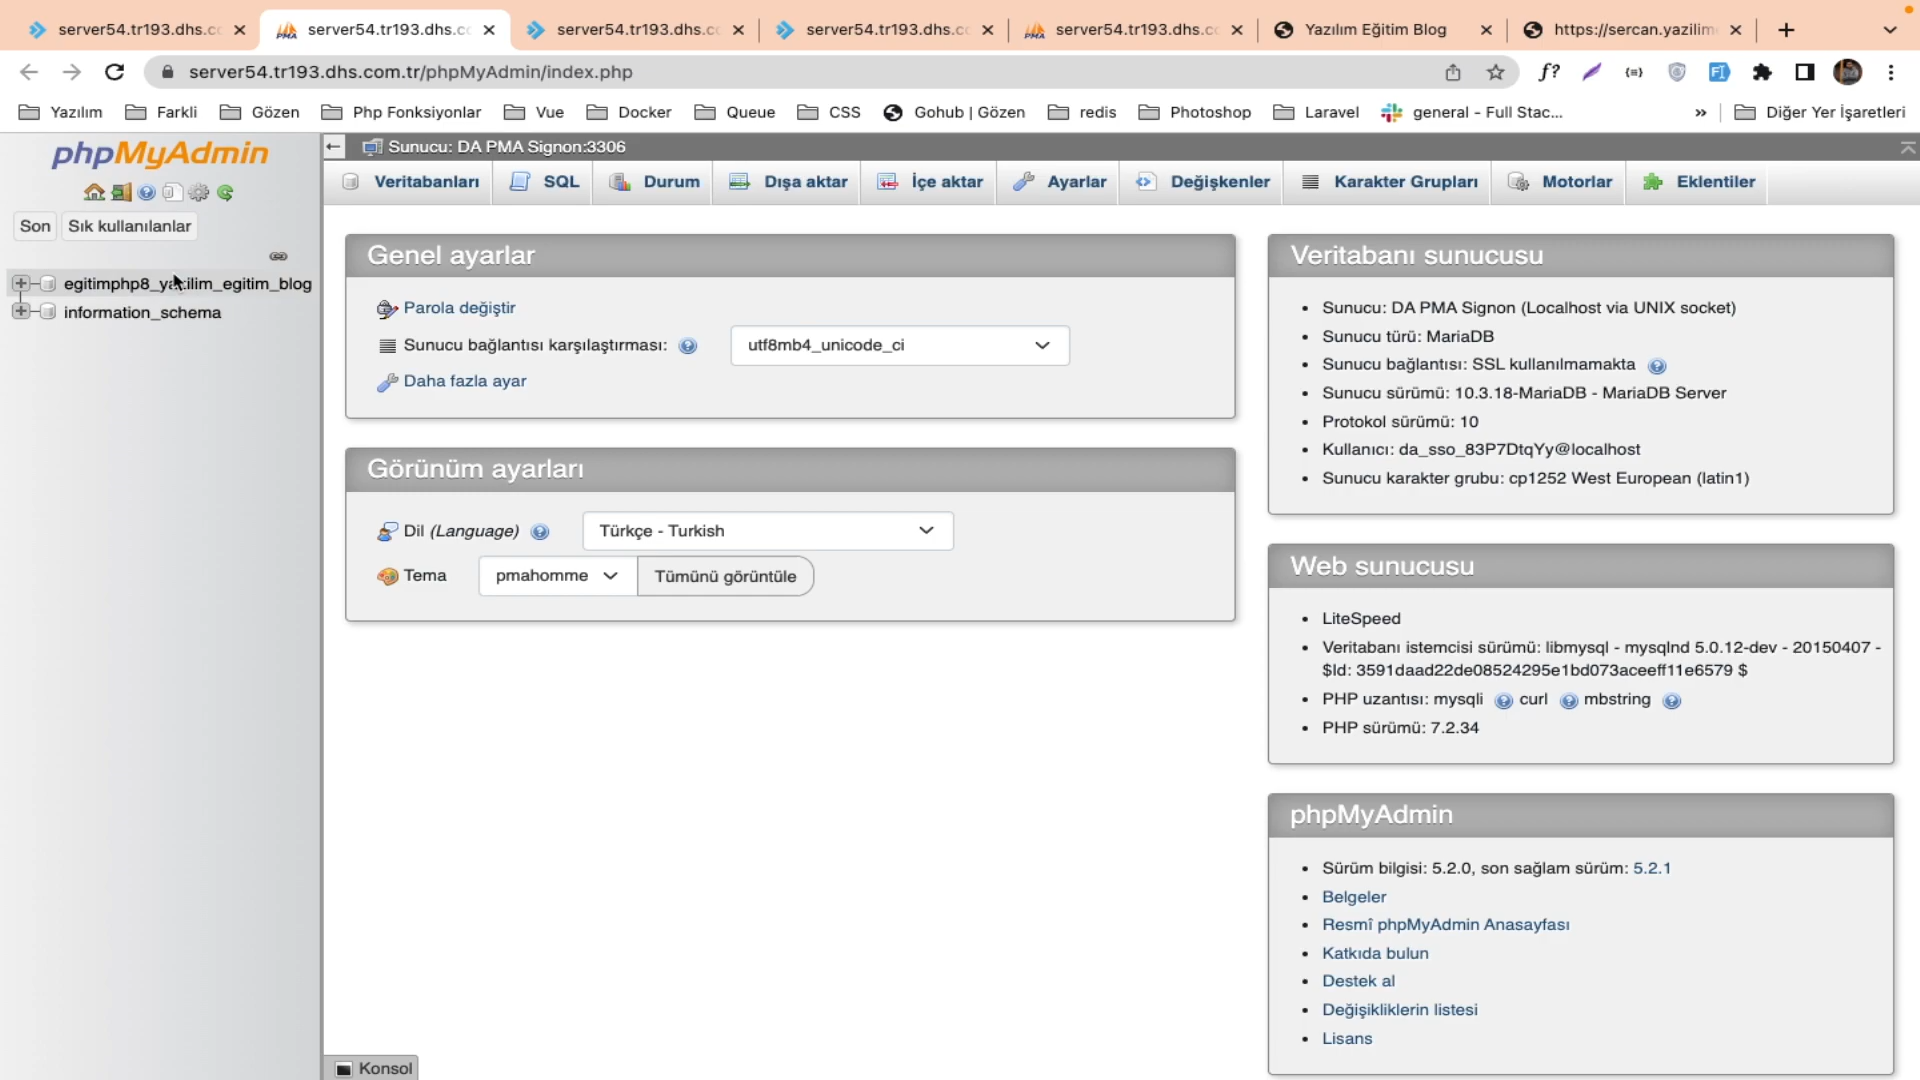 server54.tr193.dhs.cc
server54.tr193.dhs.cc
server54.tr193.dhs.co
server54.tr193.dhs.co
server54.tr193.dhs.co
Yazılım Eğitim Blog
https://sercan.yazilim
server54.tr193.dhs.com.tr/phpMyAdmin/index.php
Yazılım
Farkli
Gözen
Php Fonksiyonlar
Vue
Docker
Queue
CSS
Gohub | Gözen
redis
Photoshop
Laravel
general - Full Stac...
»
Diğer Yer İşaretleri
phpMyAdmin
Son
Sık kullanılanlar
egitimphp8_yazilim_egitim_blog
information_schema
Sunucu: DA PMA Signon:3306
Veritabanları
SQL
Durum
Dışa aktar
İçe aktar
Ayarlar
Değişkenler
Karakter Grupları
Motorlar
Eklentiler
Genel ayarlar
Parola değiştir
Sunucu bağlantısı karşılaştırması:
utf8mb4_unicode_ci
Daha fazla ayar
Görünüm ayarları
Dil (Language)
Türkçe - Turkish
Tema
pmahomme
Tümünü görüntüle
Veritabanı sunucusu
• Sunucu: DA PMA Signon (Localhost via UNIX socket)
• Sunucu türü: MariaDB
• Sunucu bağlantısı: SSL kullanılmamakta
• Sunucu sürümü: 10.3.18-MariaDB - MariaDB Server
• Protokol sürümü: 10
• Kullanıcı: da_sso_83P7DtqYy@localhost
• Sunucu karakter grubu: cp1252 West European (latin1)
Web sunucusu
• LiteSpeed
• Veritabanı istemcisi sürümü: libmysql - mysqlnd 5.0.12-dev - 20150407 -
$Id: 3591daad22de08524295e1bd073aceeff11e6579 $
• PHP uzantısı: mysqli curl mbstring
• PHP sürümü: 7.2.34
phpMyAdmin
• Sürüm bilgisi: 5.2.0, son sağlam sürüm: 5.2.1
• Belgeler
• Resmî phpMyAdmin Anasayfası
• Katkıda bulun
• Destek al
• Değişikliklerin listesi
• Lisans
Konsol